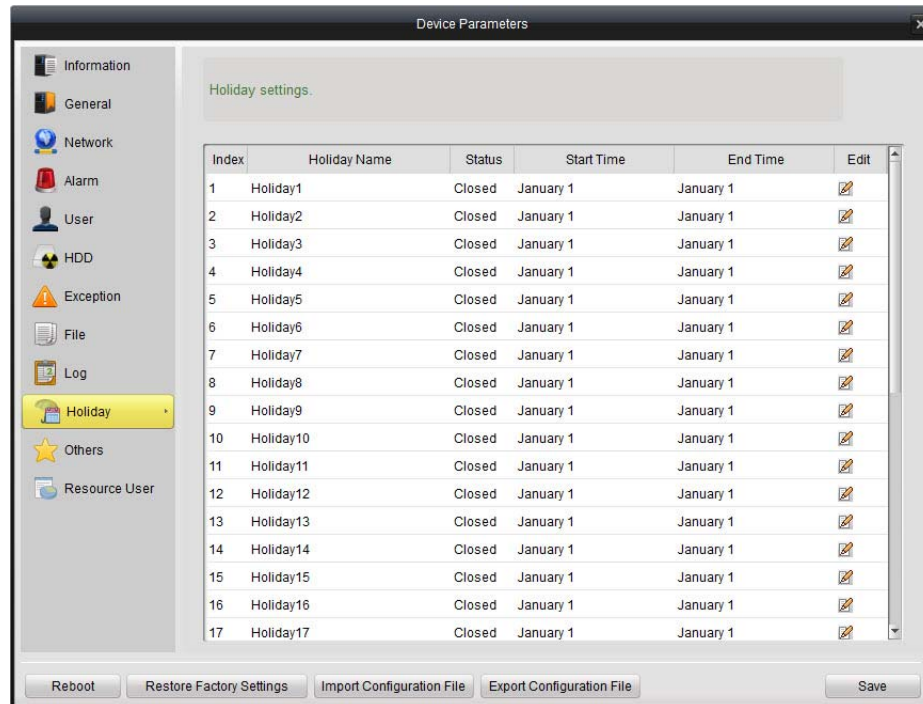 Device Parameters
Information
General
Network
Alarm
User
HDD
Exception
File
Log
Holiday
Others
Resource User
Holiday settings.
Index Holiday Name Status Start Time End Time Edit
1 Holiday1 Closed January 1 January 1
2 Holiday2 Closed January 1 January 1
3 Holiday3 Closed January 1 January 1
4 Holiday4 Closed January 1 January 1
5 Holiday5 Closed January 1 January 1
6 Holiday6 Closed January 1 January 1
7 Holiday7 Closed January 1 January 1
8 Holiday8 Closed January 1 January 1
9 Holiday9 Closed January 1 January 1
10 Holiday10 Closed January 1 January 1
11 Holiday11 Closed January 1 January 1
12 Holiday12 Closed January 1 January 1
13 Holiday13 Closed January 1 January 1
14 Holiday14 Closed January 1 January 1
15 Holiday15 Closed January 1 January 1
16 Holiday16 Closed January 1 January 1
17 Holiday17 Closed January 1 January 1
Reboot Restore Factory Settings Import Configuration File Export Configuration File Save